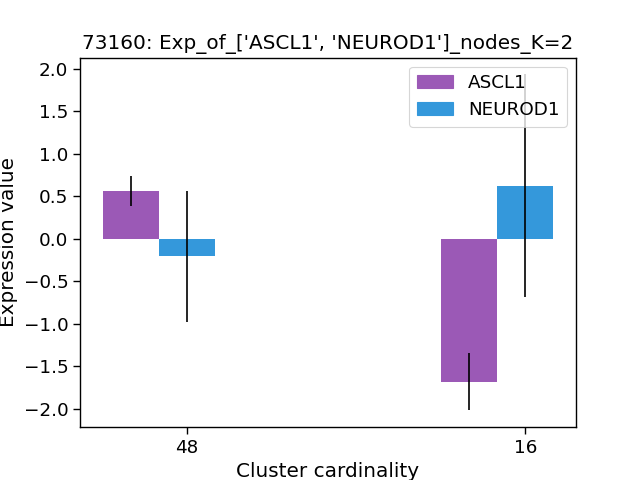 73160: Exp_of_['ASCL1', 'NEUROD1']_nodes_K=2
ASCL1
NEUROD1
2.0
1.5
1.0
0.5
0.0
−0.5
−1.0
−1.5
−2.0
Expression value
48
16
Cluster cardinality